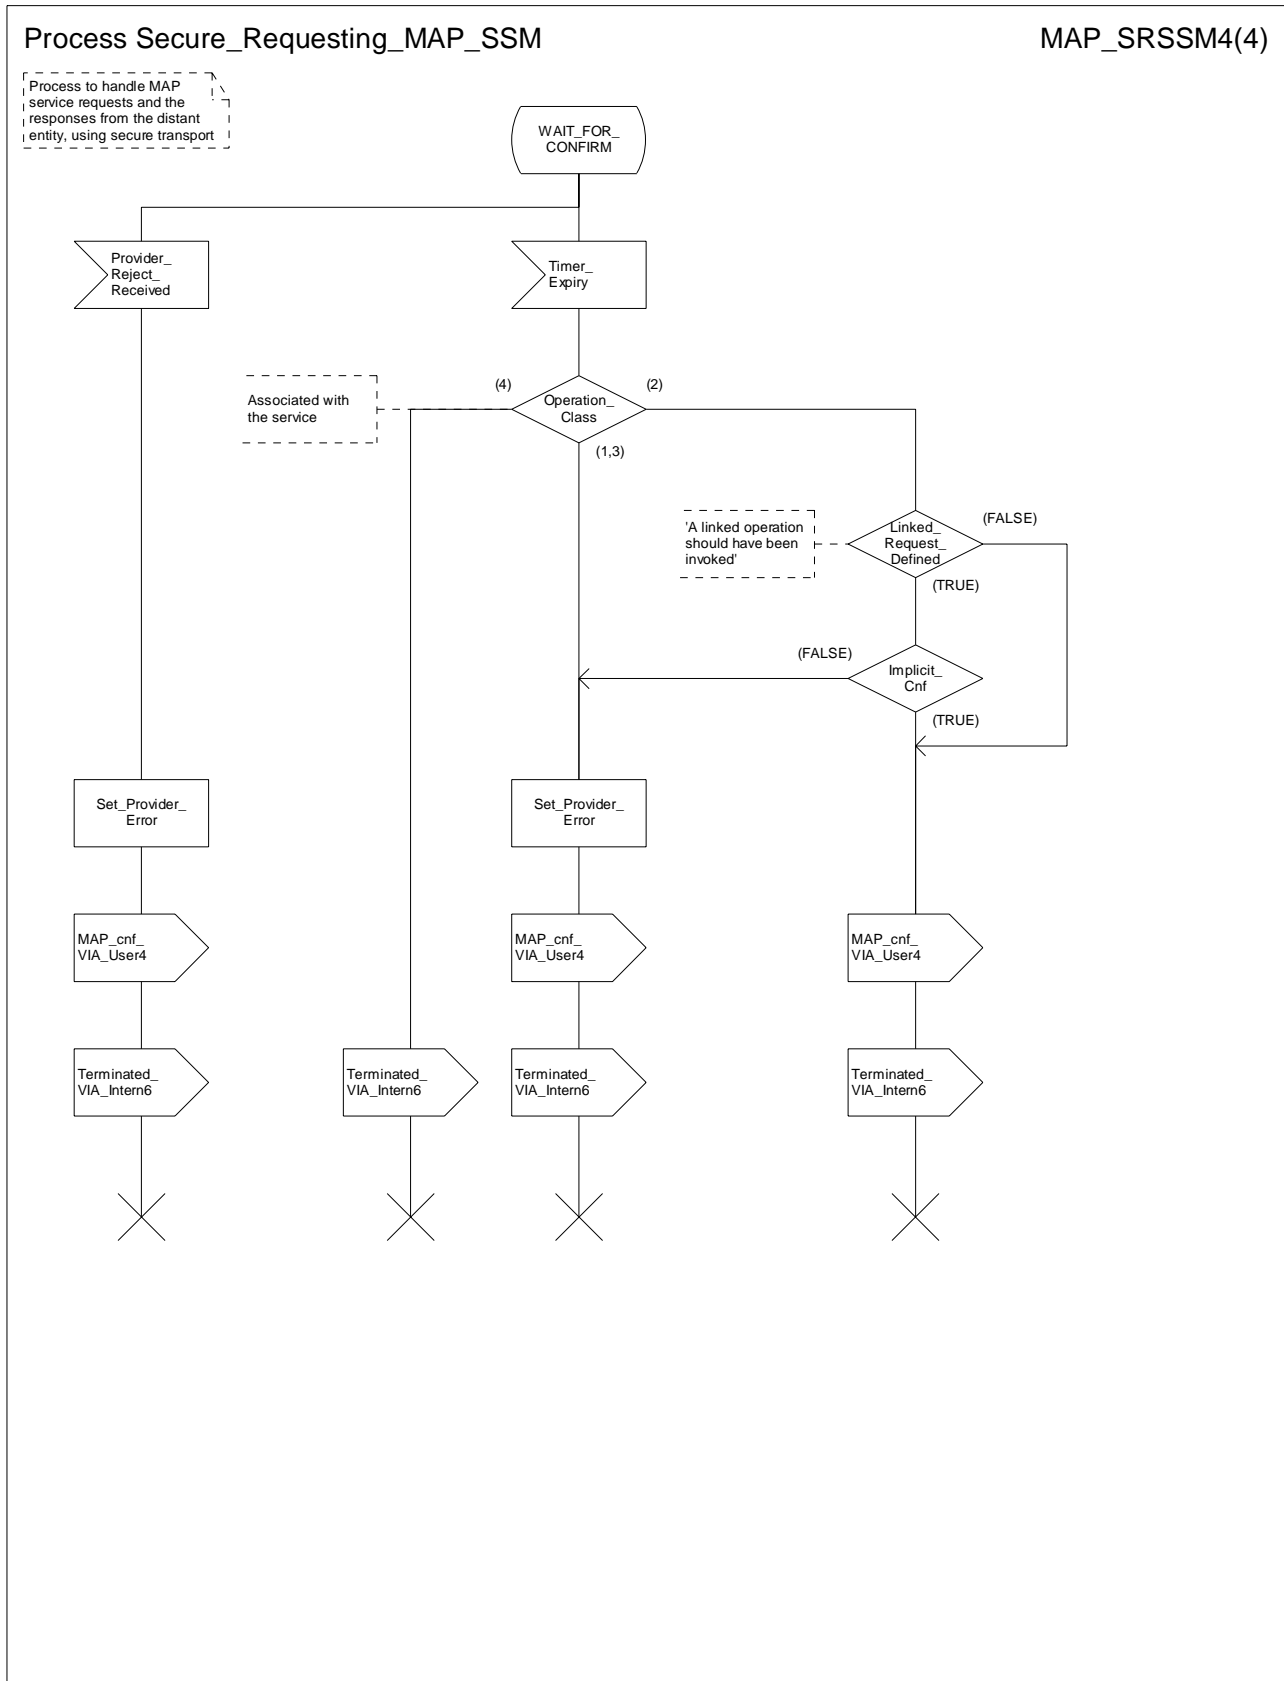 Process Secure_Requesting_MAP_SSM
MAP_SRSSM4(4)
Process to handle MAP
service requests and the
responses from the distant
entity, using secure transport
WAIT_FOR_
CONFIRM
Provider_
Reject_
Received
Timer_
Expiry
Associated with
the service
(4)
Operation_
Class
(2)
(1,3)
'A linked operation
should have been
invoked'
Linked_
Request_
Defined
(FALSE)
(TRUE)
(FALSE)
Implicit_
Cnf
(TRUE)
Set_Provider_
Error
Set_Provider_
Error
MAP_cnf_
VIA_User4
MAP_cnf_
VIA_User4
MAP_cnf_
VIA_User4
Terminated_
VIA_Intern6
Terminated_
VIA_Intern6
Terminated_
VIA_Intern6
Terminated_
VIA_Intern6